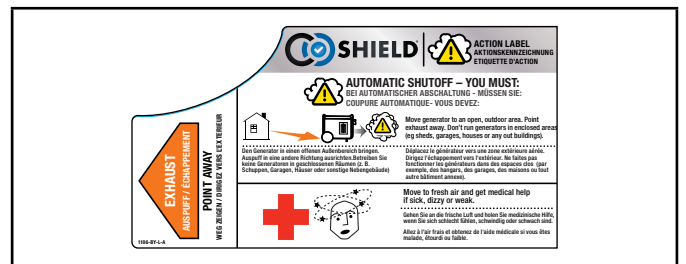 CO SHIELD®
ACTION LABEL
AKTIONSKENNZEICHNUNG
ETIQUETTE D'ACTION
AUTOMATIC SHUTOFF – YOU MUST:
BEI AUTOMATISCHER ABSCHALTUNG - MÜSSEN SIE:
COUPURE AUTOMATIQUE- VOUS DEVEZ:
Move generator to an open, outdoor area. Point
exhaust away. Don't run generators in enclosed areas
(eg sheds, garages, houses or any out buildings).
Den Generator in einen offenen Außenbereich bringen.
Auspuff in eine andere Richtung ausrichten.Betreiben Sie
keine Generatoren in geschlossenen Räumen (z. B.
Schuppen, Garagen, Häuser oder sonstige Nebengebäude)
Déplacez le générateur vers une zone extérieure aérée.
Dirigez l'échappement vers l'extérieur. Ne faites pas
fonctionner les générateurs dans des espaces clos (par
exemple, des hangars, des garages, des maisons ou tout
autre bâtiment annexe).
EXHAUST
AUSPUFF / ÉCHAPPEMENT
POINT AWAY
WEG ZEIGEN / DIRIGEZ VERS L'EXTERIEUR
Move to fresh air and get medical help
if sick, dizzy or weak.
Gehen Sie an die frische Luft und holen Sie medizinische Hilfe,
wenn Sie sich schlecht fühlen, schwindlig oder schwach sind.
Allez à l'air frais et obtenez de l'aide médicale si vous êtes
malade, étourdi ou faible.
1106-BY-L-A